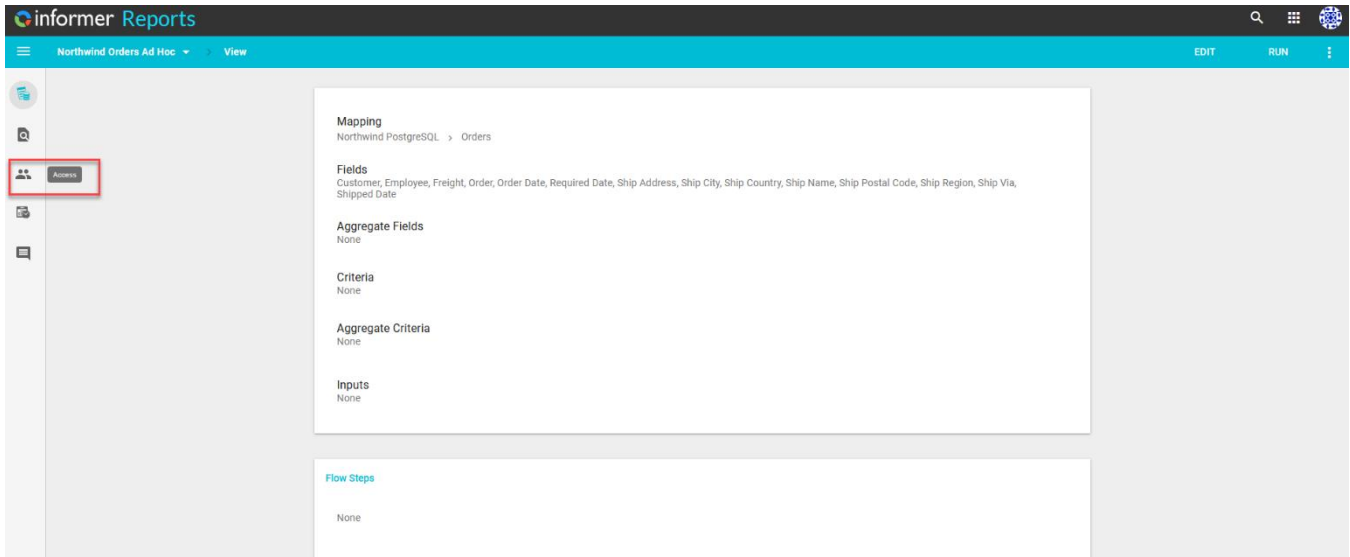 informer Reports
Northwind Orders Ad Hoc > View EDIT RUN
Mapping
Northwind PostgreSQL > Orders
Access
Fields
Customer, Employee, Freight, Order, Order Date, Required Date, Ship Address, Ship City, Ship Country, Ship Name, Ship Postal Code, Ship Region, Ship Via,
Shipped Date
Aggregate Fields
None
Criteria
None
Aggregate Criteria
None
Inputs
None
Flow Steps
None